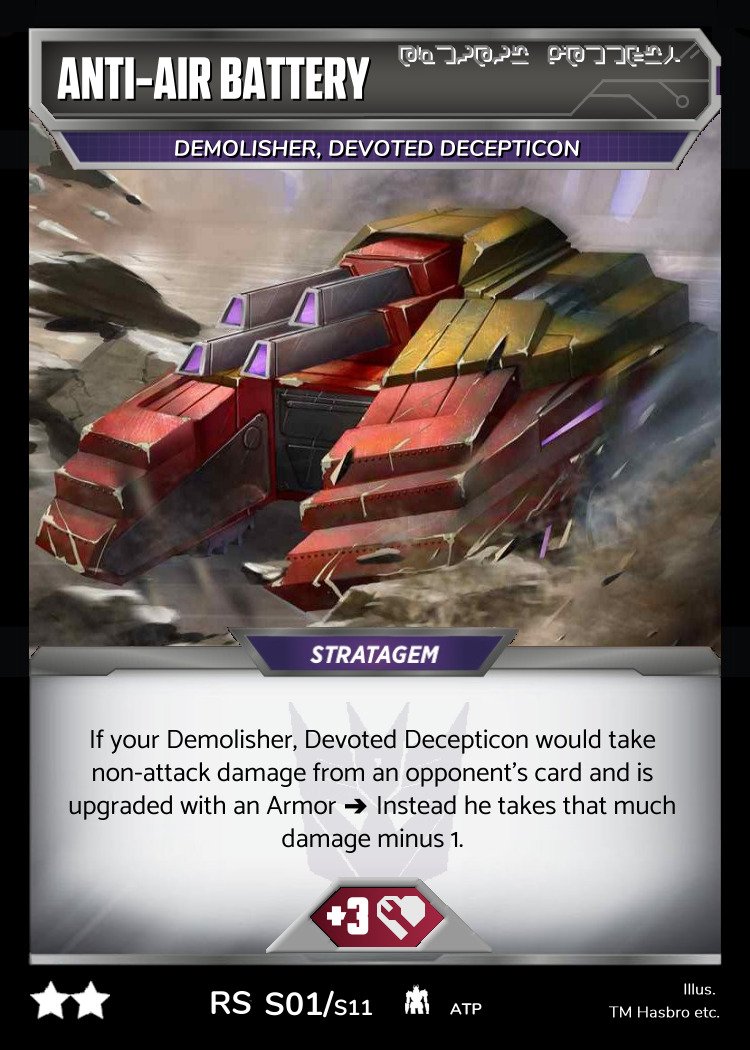 ANTI-AIR BATTERY
DEMOLISHER, DEVOTED DECEPTICON
STRATAGEM
If your Demolisher, Devoted Decepticon would take
non-attack damage from an opponent's card and is
upgraded with an Armor ➔ Instead he takes that much
damage minus 1.
+3
RS S01/S11 ATP
Illus.
TM Hasbro etc.